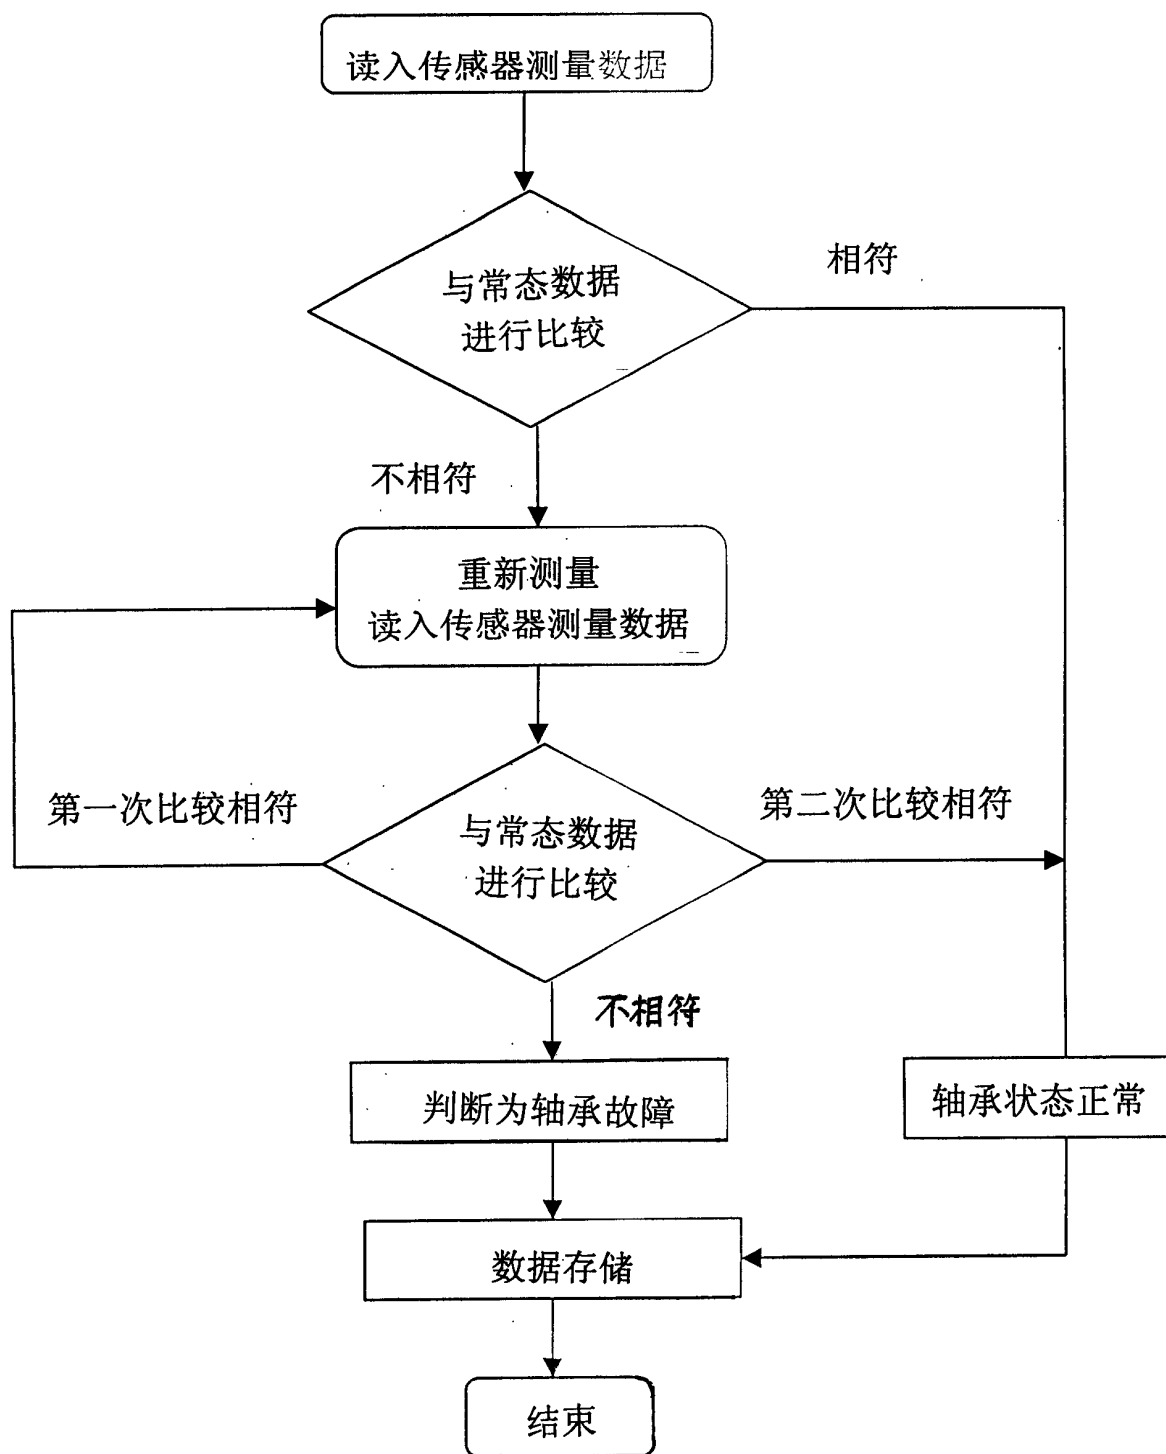 读入传感器测量数据
与常态数据
进行比较
相符
不相符
重新测量
读入传感器测量数据
第一次比较相符
与常态数据
进行比较
第二次比较相符
不相符
判断为轴承故障
轴承状态正常
数据存储
结束